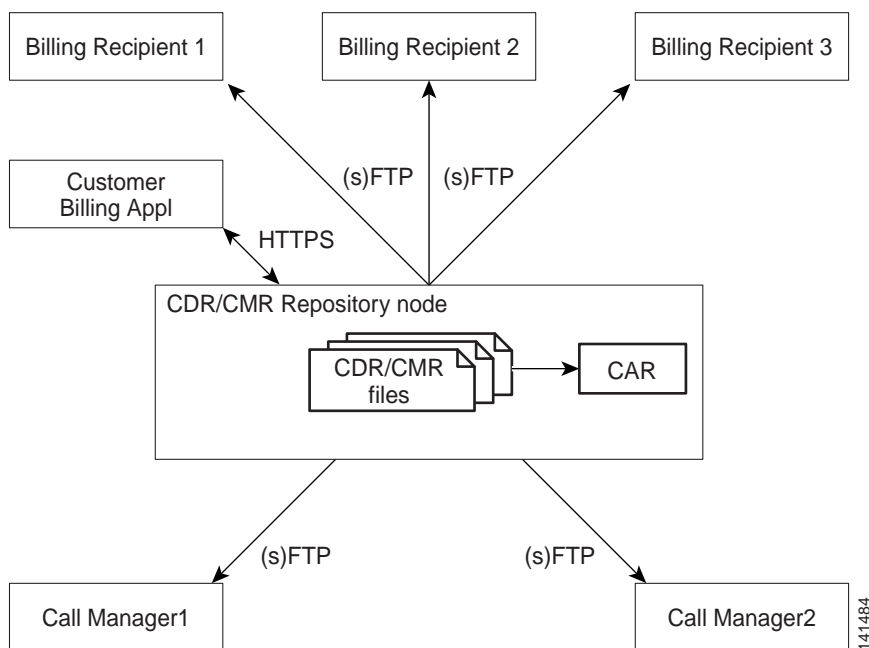 Billing Recipient 1
Billing Recipient 2
Billing Recipient 3
Customer
Billing Appl
(s)FTP
(s)FTP
HTTPS
CDR/CMR Repository node
CDR/CMR
files
CAR
(s)FTP
(s)FTP
Call Manager1
Call Manager2
141484